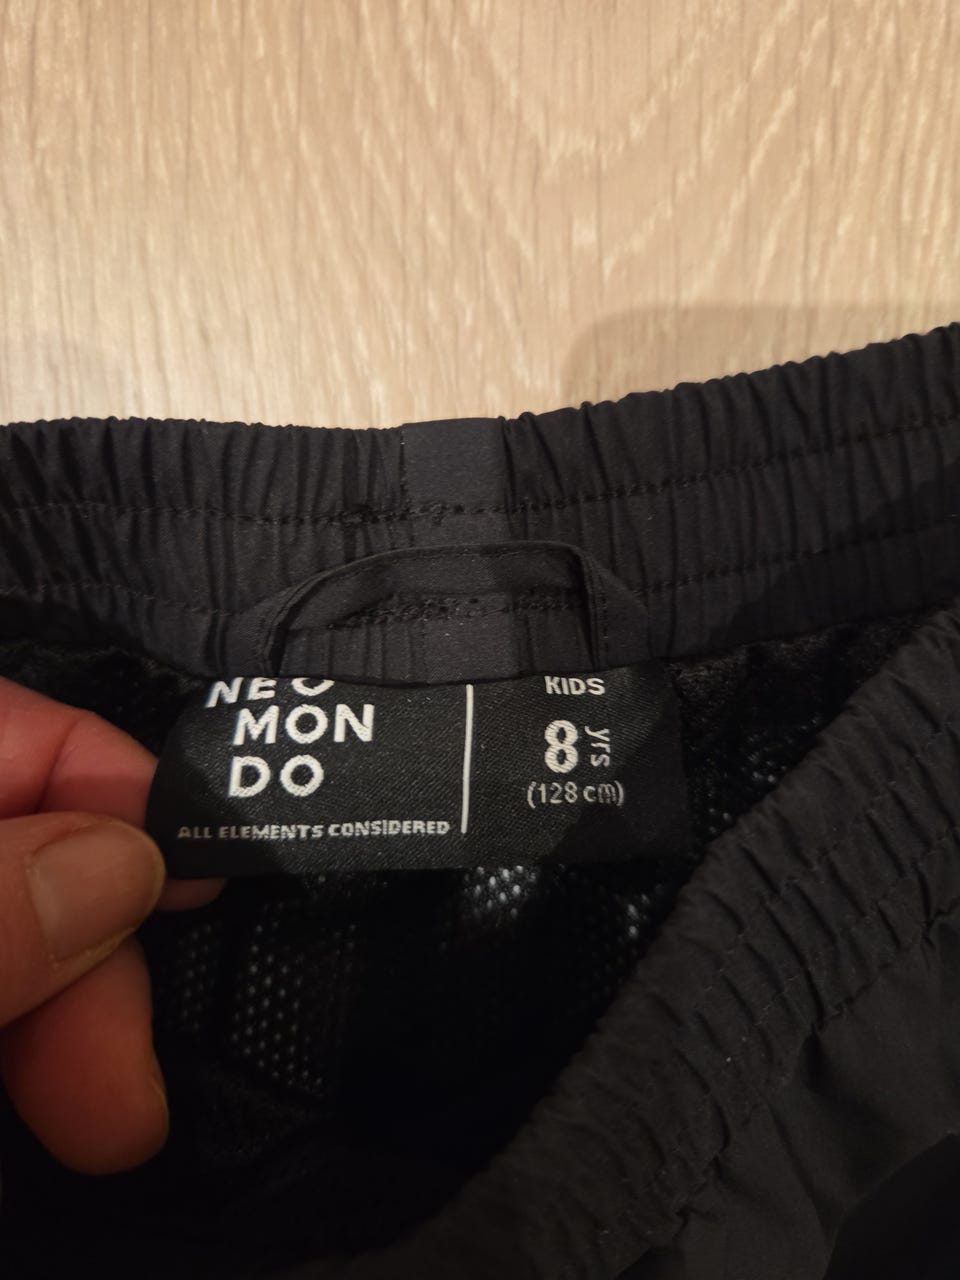 NEO
MON
DO
ALL ELEMENTS CONSIDERED
KIDS
8 yrs
(128 cm)